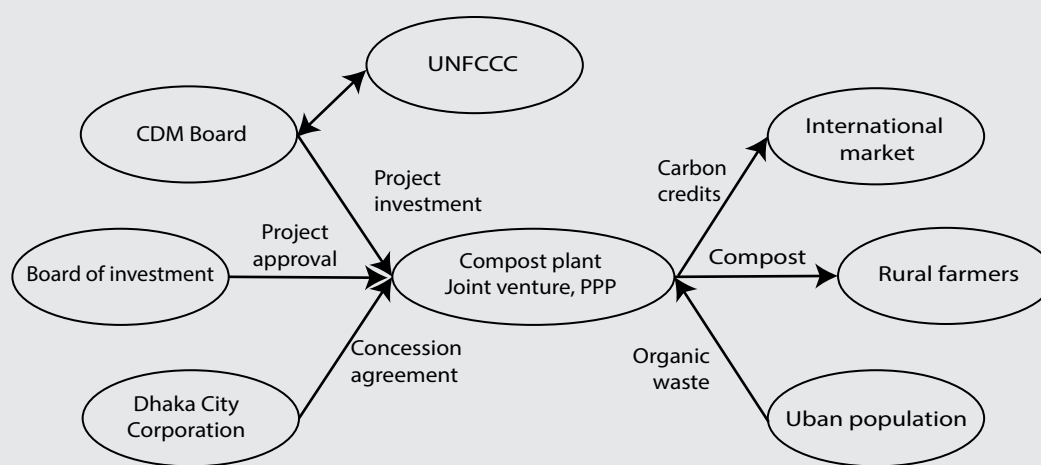 UNFCCC
CDM Board
International
market
Project
investment
Carbon
credits
Project
approval
Board of investment
Compost plant
Joint venture, PPP
Compost
Rural farmers
Concession
agreement
Organic
waste
Dhaka City
Corporation
Uban population